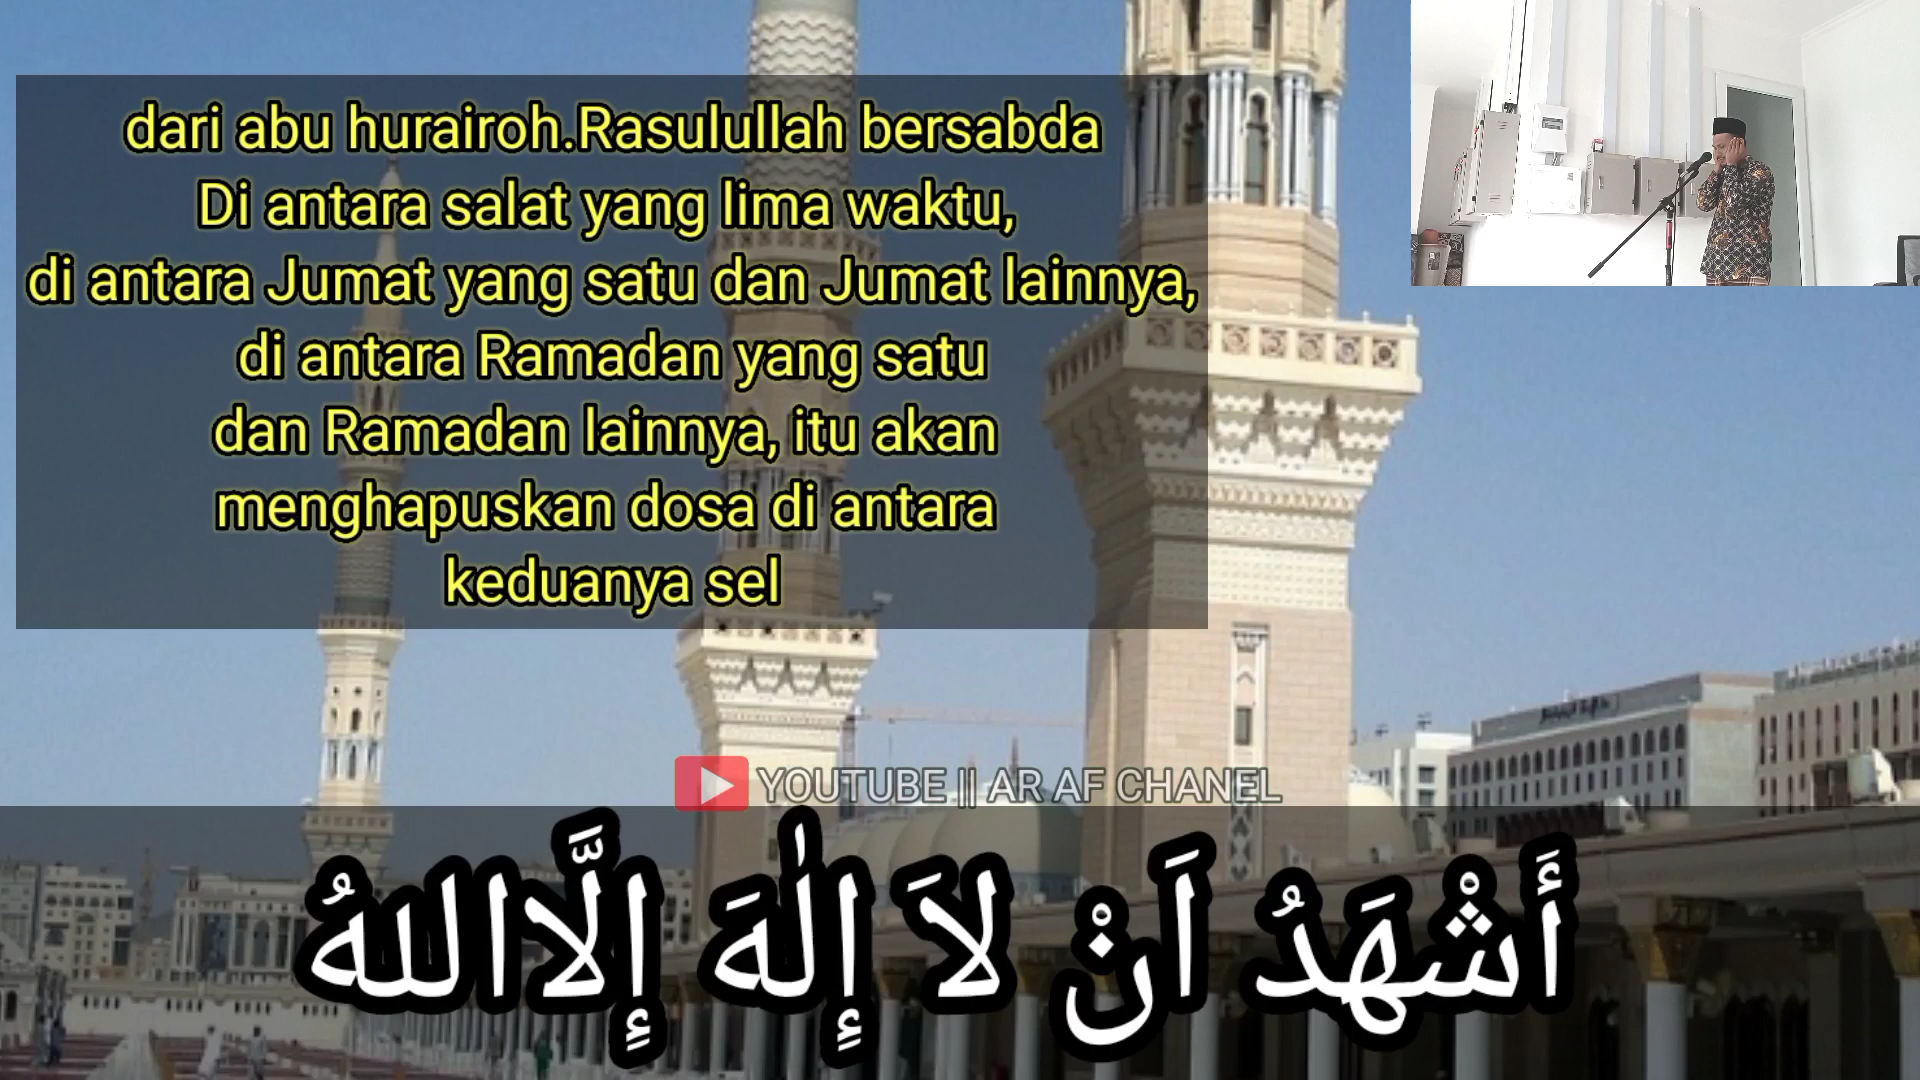 dari abu hurairoh.Rasulullah bersabda
Di antara salat yang lima waktu,
di antara Jumat yang satu dan Jumat lainnya,
di antara Ramadan yang satu
dan Ramadan lainnya, itu akan
menghapuskan dosa di antara
keduanya sel
YOUTUBE || AR AF CHANEL
أَشْهَدُ اَنْ لاَ إِلٰهَ إِلَّااللهُ